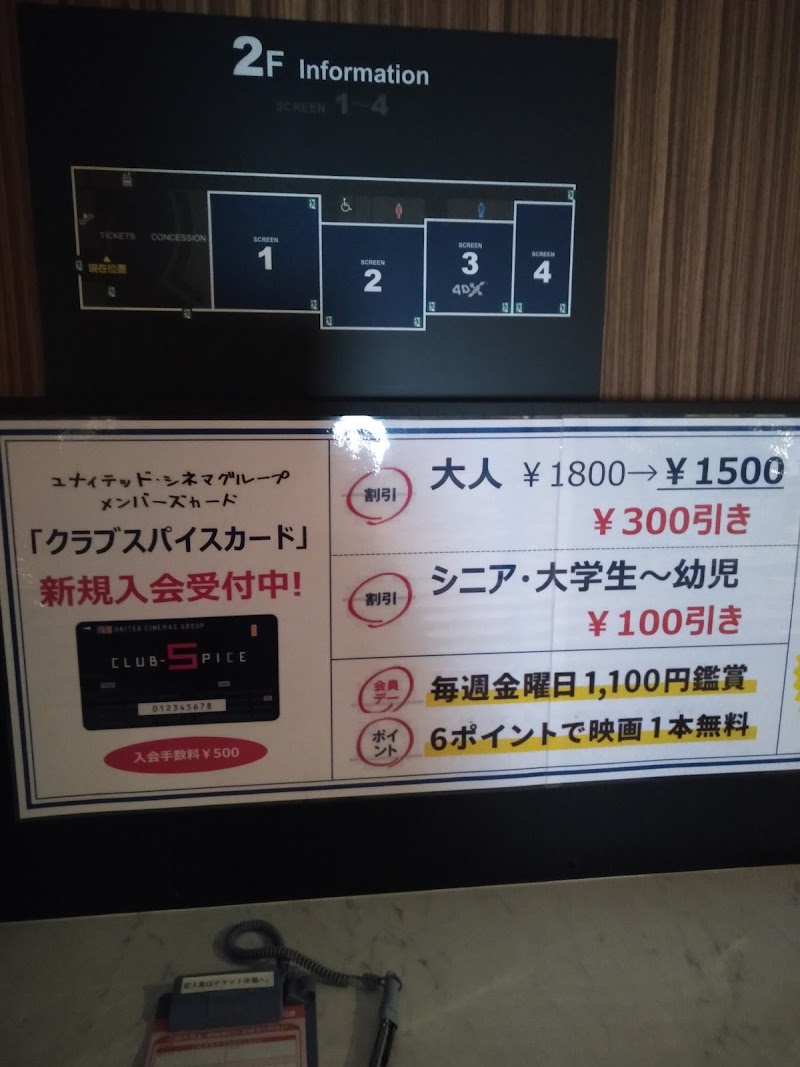 2F Information
SCREEN 1~4
TICKETS
CONCESSION
現在位置
SCREEN
1
SCREEN
2
SCREEN
3
4DX
SCREEN
4
ユナイテッド・シネマグループ
メンバーズカード
「クラブスパイスカード」
新規入会受付中!
UNITED CINEMAS GROUP
CLUB-SPICE
012345678
入会手数料¥500
割引
大人 ¥1800→¥1500
¥300引き
割引
シニア・大学生～幼児
¥100引き
会員
デー
毎週金曜日1,100円鑑賞
ポイ
ント
6ポイントで映画1本無料